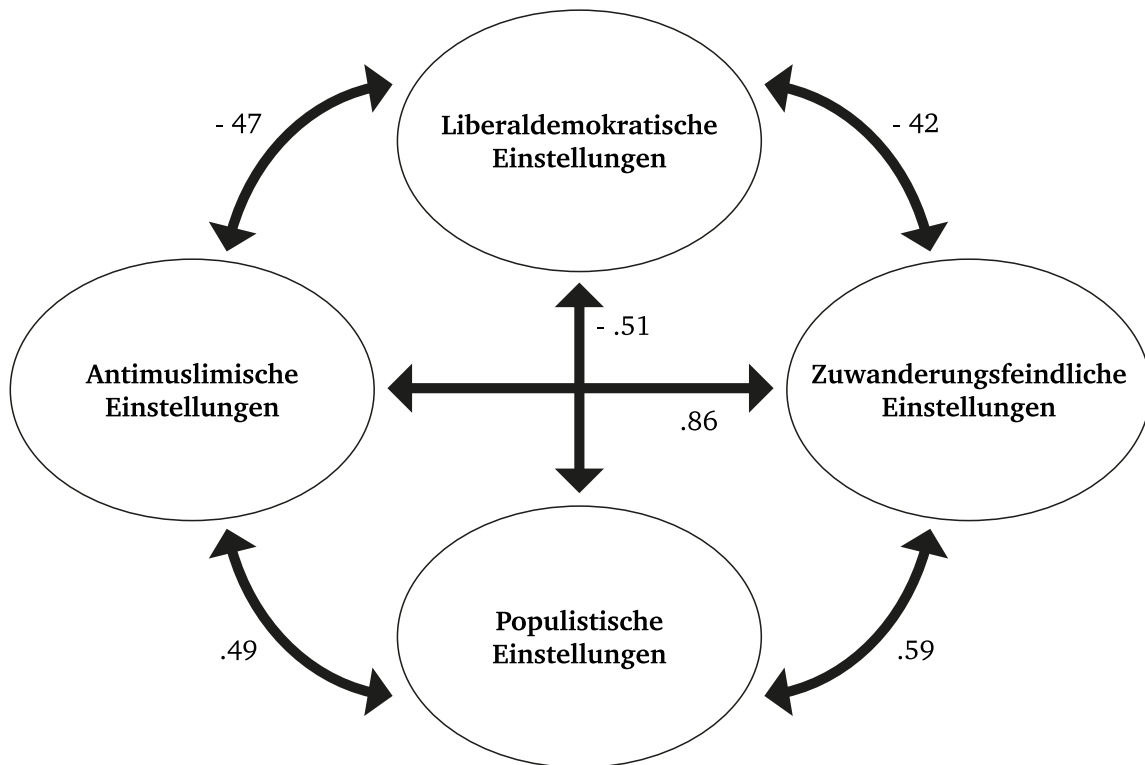 Liberaldemokratische
Einstellungen
- 47
- 42
- .51
Antimuslimische
Einstellungen
Zuwanderungsfeindliche
Einstellungen
.86
Populistische
Einstellungen
.49
.59